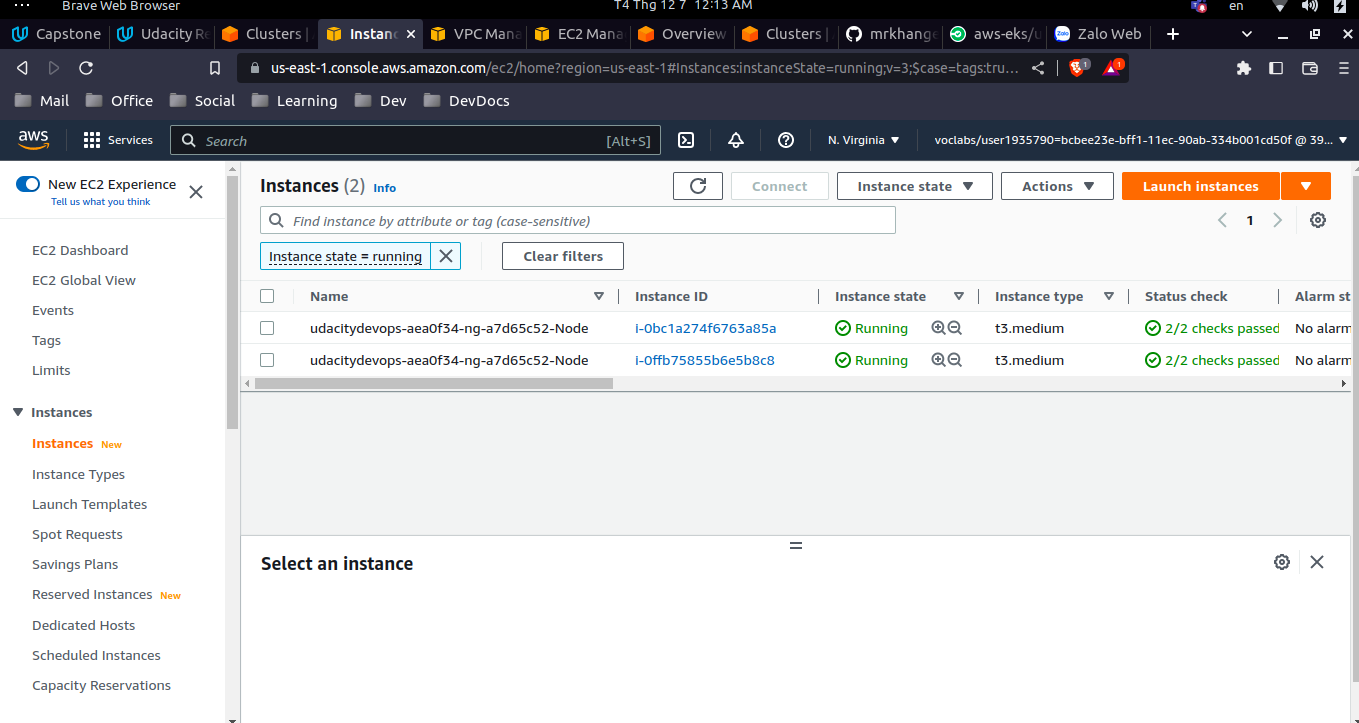 Brave Web Browser
T4 Thg 12 7 12:13 AM
en
Capstone
Udacity Re
Clusters |
Instanc
VPC Mana
EC2 Mana
Overview
Clusters |
mrkhange
aws-eks/u
Zalo Web
us-east-1.console.aws.amazon.com/ec2/home?region=us-east-1#Instances:instanceState=running;v=3;$case=tags:tru...
1
1
Mail
Office
Social
Learning
Dev
DevDocs
aws
Services
Search
[Alt+S]
N. Virginia
voclabs/user1935790=bcbee23e-bff1-11ec-90ab-334b001cd50f @ 39...
New EC2 Experience
Tell us what you think
EC2 Dashboard
EC2 Global View
Events
Tags
Limits
Instances
Instances New
Instance Types
Launch Templates
Spot Requests
Savings Plans
Reserved Instances New
Dedicated Hosts
Scheduled Instances
Capacity Reservations
Instances (2) Info
Connect
Instance state
Actions
Launch instances
Find instance by attribute or tag (case-sensitive)
1
Instance state = running
Clear filters
Name Instance ID Instance state Instance type Status check Alarm st
udacitydevops-aea0f34-ng-a7d65c52-Node i-0bc1a274f6763a85a Running t3.medium 2/2 checks passed No alarm
udacitydevops-aea0f34-ng-a7d65c52-Node i-0ffb75855b6e5b8c8 Running t3.medium 2/2 checks passed No alarm
Select an instance